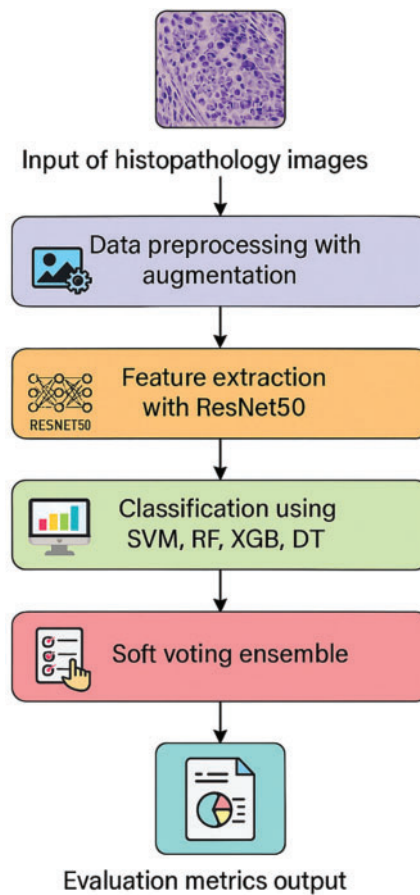 Input of histopathology images
Data preprocessing with
augmentation
RESNET50
Feature extraction
with ResNet50
Classification using
SVM, RF, XGB, DT
Soft voting ensemble
Evaluation metrics output